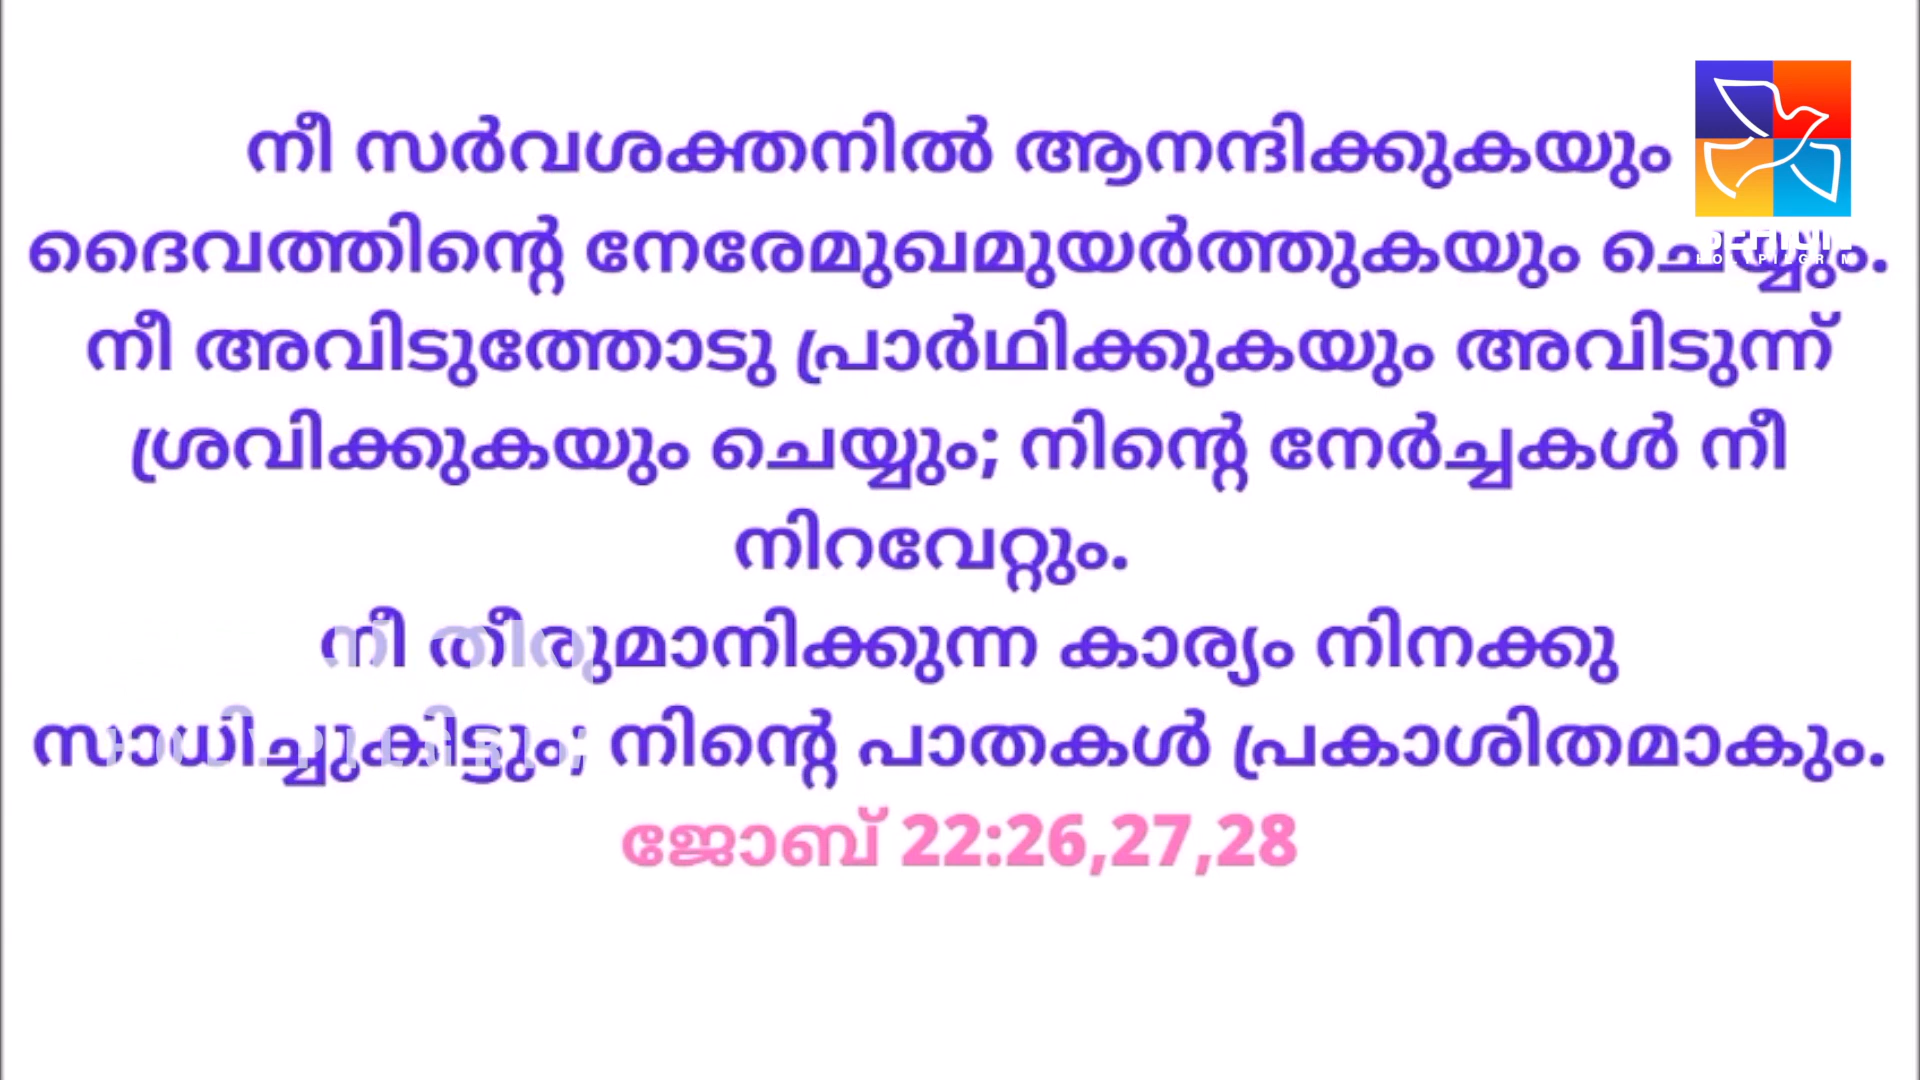 നീ സർവശക്തനിൽ ആനന്ദിക്കുകയും
ദൈവത്തിന്റെ നേരേമുഖമുയർത്തുകയും ചെയ്യും.
HOLYPILGRIM
നീ അവിടുത്തോടു പ്രാർഥിക്കുകയും അവിടുന്ന്
ശ്രവിക്കുകയും ചെയ്യും; നിന്റെ നേർച്ചകൾ നീ
നിറവേറ്റും.
നീ തീരുമാനിക്കുന്ന കാര്യം നിനക്കു
സാധിച്ചുകിട്ടും; നിന്റെ പാതകൾ പ്രകാശിതമാകും.
ജോബ് 22:26,27,28